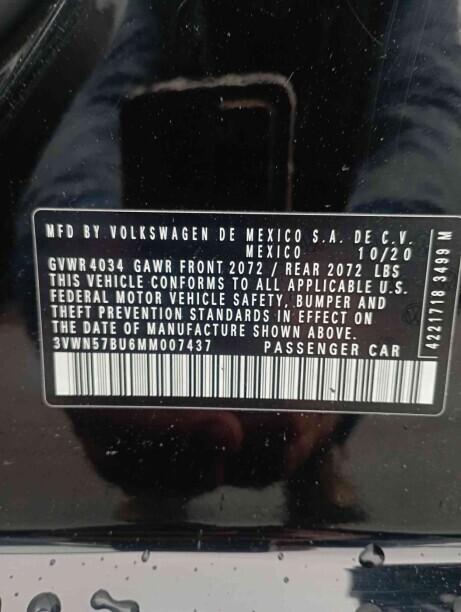 MFD BY VOLKSWAGEN DE MEXICO S.A. DE C.V.
MEXICO 10/20
GVWR 4034 GAWR FRONT 2072 / REAR 2072 LBS
THIS VEHICLE CONFORMS TO ALL APPLICABLE U.S.
FEDERAL MOTOR VEHICLE SAFETY, BUMPER AND
THEFT PREVENTION STANDARDS IN EFFECT ON
THE DATE OF MANUFACTURE SHOWN ABOVE.
3VWN57BU6MM007437 PASSENGER CAR
4221718 3499 M